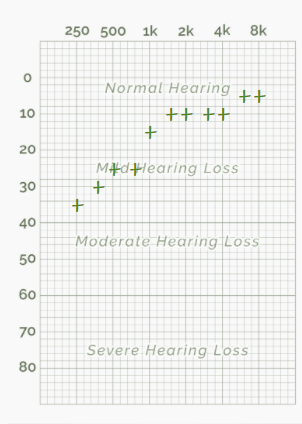 250 500 1k 2k 4k 8k
0
Normal Hearing
10
20
Mild Hearing Loss
30
40
Moderate Hearing Loss
50
60
70
Severe Hearing Loss
80